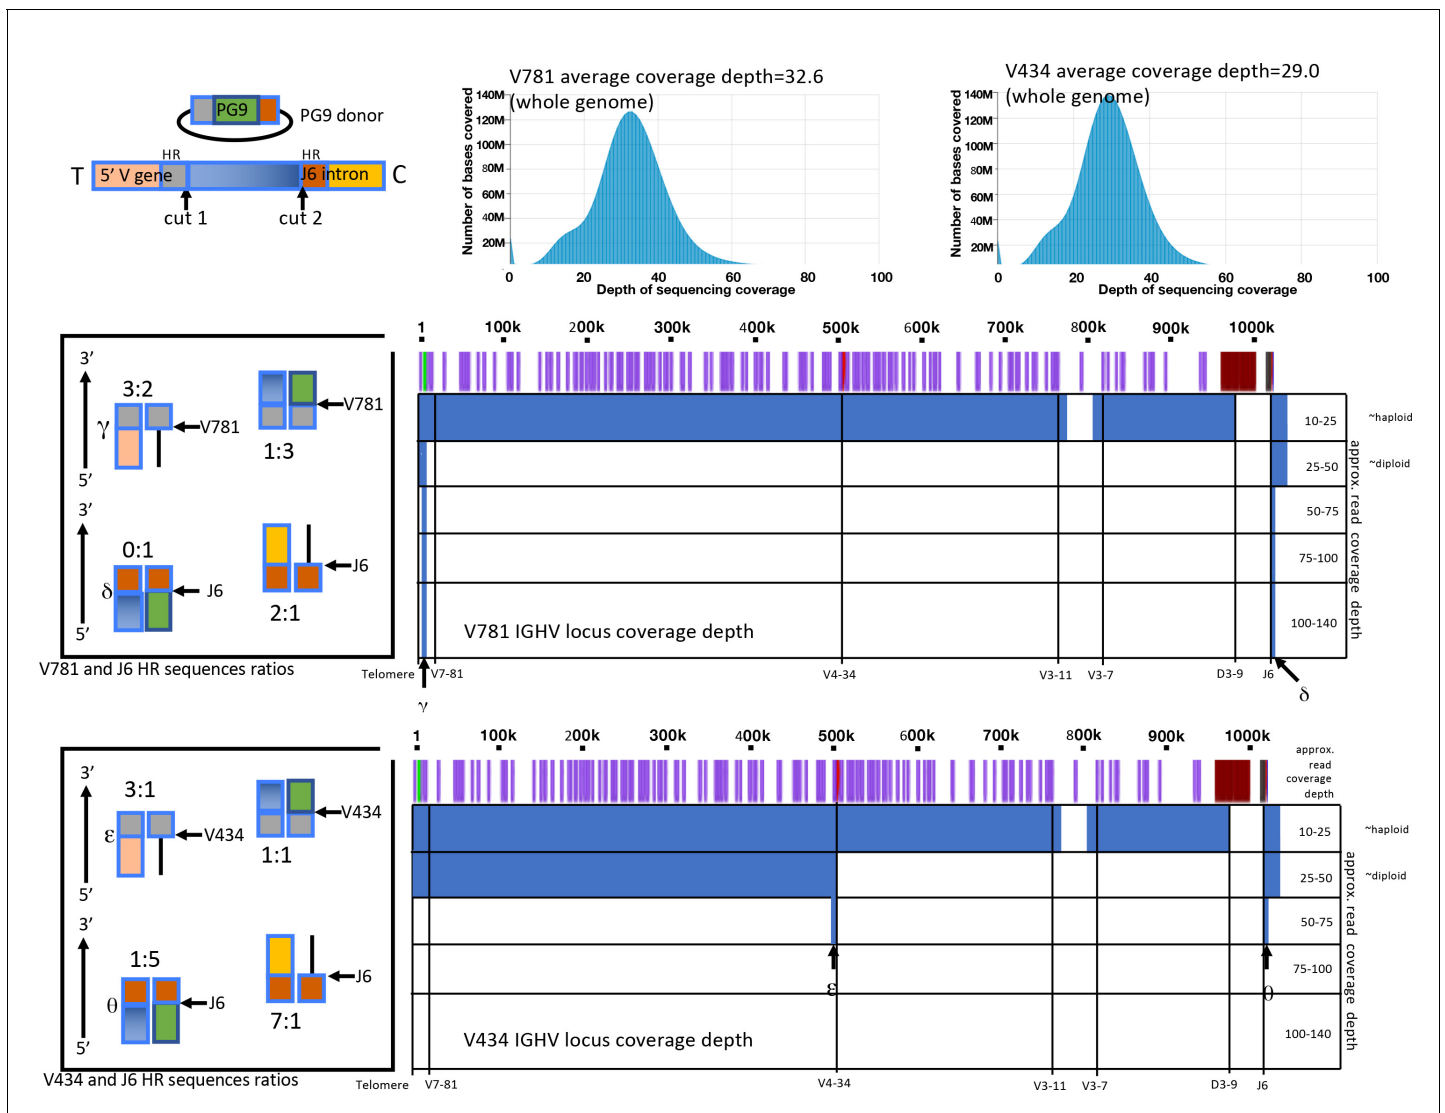 PG9
PG9 donor
HR
HR
T
5’ V gene
J6 intron
C
cut 1
cut 2
V781 average coverage depth=32.6
(whole genome)
Number of bases covered
140M
120M
100M
80M
60M
40M
20M
0
20
40
60
80
100
Depth of sequencing coverage
V434 average coverage depth=29.0
(whole genome)
Number of bases covered
140M
120M
100M
80M
60M
40M
20M
0
20
40
60
80
100
Depth of sequencing coverage
3’
5’
3:2
γ
V781
1:3
V781
3’
5’
0:1
δ
J6
2:1
J6
V781 and J6 HR sequences ratios
1
100k
200k
300k
400k
500k
600k
700k
800k
900k
1000k
10-25
~haploid
25-50
~diploid
50-75
75-100
100-140
approx. read coverage depth
V781 IGHV locus coverage depth
Telomere
V7-81
V4-34
V3-11
V3-7
D3-9
J6
γ
δ
3’
5’
3:1
ε
V434
1:1
V434
3’
5’
1:5
θ
J6
7:1
J6
V434 and J6 HR sequences ratios
1
100k
200k
300k
400k
500k
600k
700k
800k
900k
1000k
approx.
read
coverage
depth
10-25
~haploid
25-50
~diploid
50-75
75-100
100-140
approx. read coverage depth
ε
θ
V434 IGHV locus coverage depth
Telomere
V7-81
V4-34
V3-11
V3-7
D3-9
J6